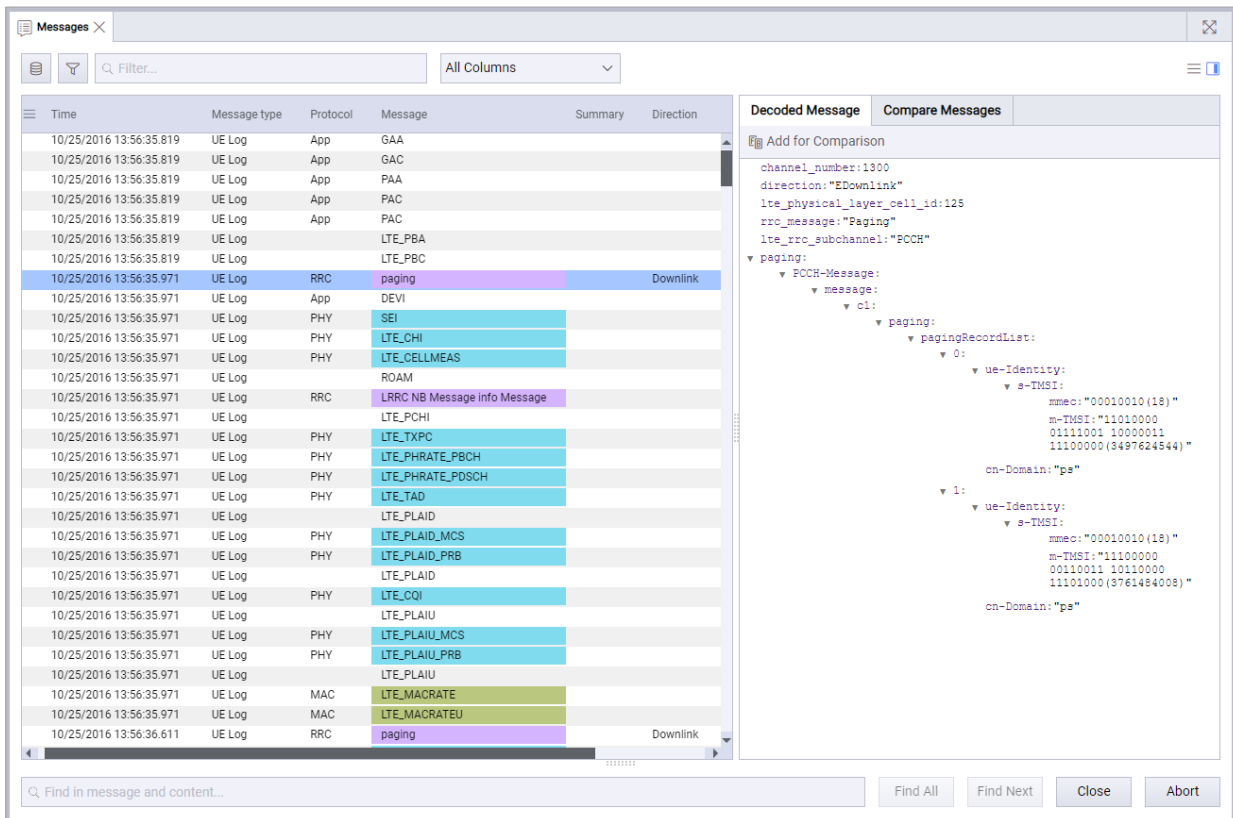 Messages
Filter...
All Columns
Time Message type Protocol Message Summary Direction
10/25/2016 13:56:35.819 UE Log App GAA
10/25/2016 13:56:35.819 UE Log App GAC
10/25/2016 13:56:35.819 UE Log App PAA
10/25/2016 13:56:35.819 UE Log App PAC
10/25/2016 13:56:35.819 UE Log App PAC
10/25/2016 13:56:35.819 UE Log LTE_PBA
10/25/2016 13:56:35.819 UE Log LTE_PBC
10/25/2016 13:56:35.971 UE Log RRC paging Downlink
10/25/2016 13:56:35.971 UE Log App DEVI
10/25/2016 13:56:35.971 UE Log PHY SEI
10/25/2016 13:56:35.971 UE Log PHY LTE_CHI
10/25/2016 13:56:35.971 UE Log PHY LTE_CELLMEAS
10/25/2016 13:56:35.971 UE Log ROAM
10/25/2016 13:56:35.971 UE Log RRC LRRC NB Message info Message
10/25/2016 13:56:35.971 UE Log LTE_PCHI
10/25/2016 13:56:35.971 UE Log PHY LTE_TXPC
10/25/2016 13:56:35.971 UE Log PHY LTE_PHRATE_PBCH
10/25/2016 13:56:35.971 UE Log PHY LTE_PHRATE_PDSCH
10/25/2016 13:56:35.971 UE Log PHY LTE_TAD
10/25/2016 13:56:35.971 UE Log LTE_PLAID
10/25/2016 13:56:35.971 UE Log PHY LTE_PLAID_MCS
10/25/2016 13:56:35.971 UE Log PHY LTE_PLAID_PRB
10/25/2016 13:56:35.971 UE Log LTE_PLAID
10/25/2016 13:56:35.971 UE Log PHY LTE_CQI
10/25/2016 13:56:35.971 UE Log LTE_PLAIU
10/25/2016 13:56:35.971 UE Log PHY LTE_PLAIU_MCS
10/25/2016 13:56:35.971 UE Log PHY LTE_PLAIU_PRB
10/25/2016 13:56:35.971 UE Log LTE_PLAIU
10/25/2016 13:56:35.971 UE Log MAC LTE_MACRATE
10/25/2016 13:56:35.971 UE Log MAC LTE_MACRATEU
10/25/2016 13:56:36.611 UE Log RRC paging Downlink
Decoded Message Compare Messages
Add for Comparison
channel_number:1300
direction:"EDownlink"
lte_physical_layer_cell_id:125
rrc_message:"Paging"
lte_rrc_subchannel:"PCCH"
paging:
PCCH-Message:
message:
c1:
paging:
pagingRecordList:
0:
ue-Identity:
s-TMSI:
mmec:"00010010(18)"
m-TMSI:"11010000
01111001 10000011
11100000(3497624544)"
cn-Domain:"ps"
1:
ue-Identity:
s-TMSI:
mmec:"00010010(18)"
m-TMSI:"11100000
00110011 10110000
11101000(3761484008)"
cn-Domain:"ps"
Find in message and content...
Find All Find Next Close Abort